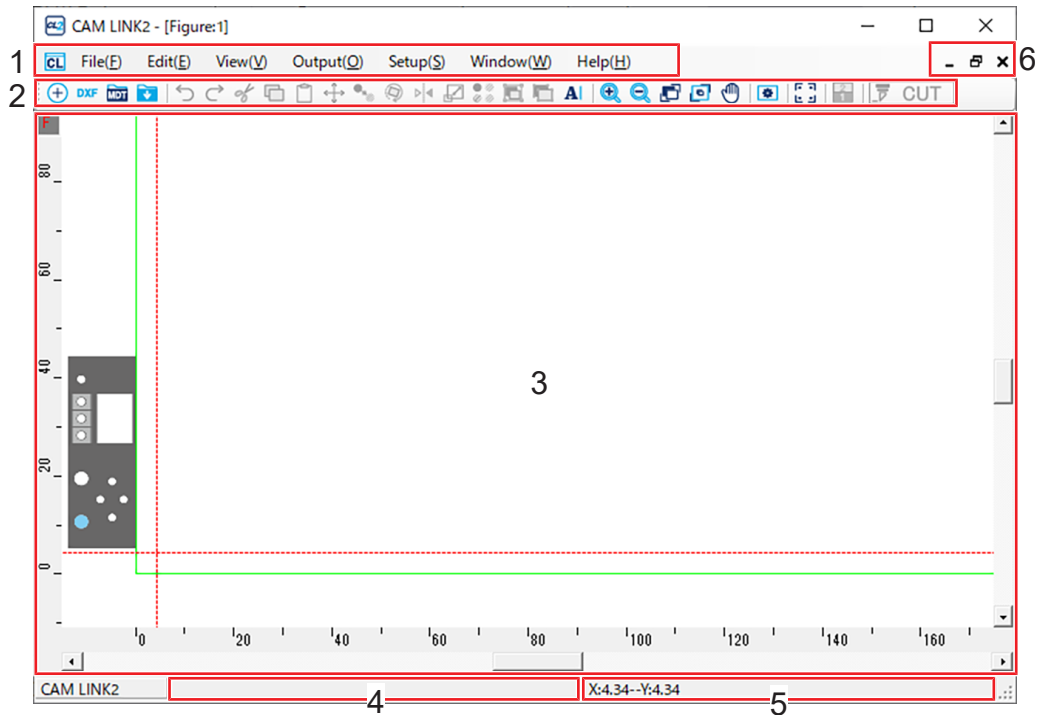 CAM LINK2 - [Figure:1]
1 CL File(F) Edit(E) View(V) Output(O) Setup(S) Window(W) Help(H) 6
2 DXF MDT A CUT
F
80
60
40
20
0
3
0 20 40 60 80 100 120 140 160
CAM LINK2 4 X:4.34--Y:4.34 5